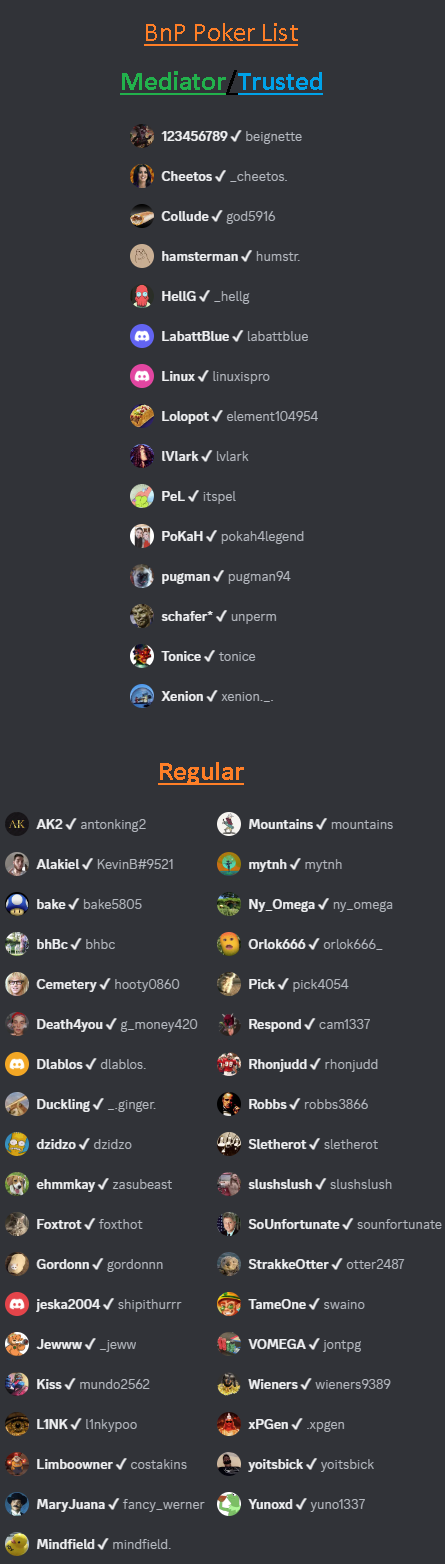 BnP Poker List
Mediator/Trusted
123456789 ✓ beignette
Cheetos ✓ _cheetos.
Collude ✓ god5916
hamsterman ✓ humstr.
HellG ✓ _hellg
LabattBlue ✓ labattblue
Linux ✓ linuxispro
Lolopot ✓ element104954
lVlark ✓ lvlark
PeL ✓ itspel
PoKaH ✓ pokah4legend
pugman ✓ pugman94
schafer* ✓ unperm
Tonice ✓ tonice
Xenion ✓ xenion._.
Regular
AK
AK2 ✓ antonking2
Alakiel ✓ KevinB#9521
bake ✓ bake5805
bhBc ✓ bhbc
Cemetery ✓ hooty0860
Death4you ✓ g_money420
Dlablos ✓ dlablos.
Duckling ✓ _.ginger.
dzidzo ✓ dzidzo
ehmmkay ✓ zasubeast
Foxtrot ✓ foxthot
Gordonn ✓ gordonnn
jeska2004 ✓ shipithurrr
Jewww ✓ _jeww
Kiss ✓ mundo2562
L1NK ✓ l1nkypoo
Limboowner ✓ costakins
MaryJuana ✓ fancy_werner
Mindfield ✓ mindfield.
Mountains ✓ mountains
mytnh ✓ mytnh
Ny_Omega ✓ ny_omega
Orlok666 ✓ orlok666_
Pick ✓ pick4054
Respond ✓ cam1337
Rhonjudd ✓ rhonjudd
Robbs ✓ robbs3866
Sletherot ✓ sletherot
slushslush ✓ slushslush
SoUnfortunate ✓ sounfortunate
StrakkeOtter ✓ otter2487
TameOne ✓ swaino
VOMEGA ✓ jontpg
Wieners ✓ wieners9389
xPGen ✓ .xpgen
yoitsbick ✓ yoitsbick
Yunoxd ✓ yuno1337